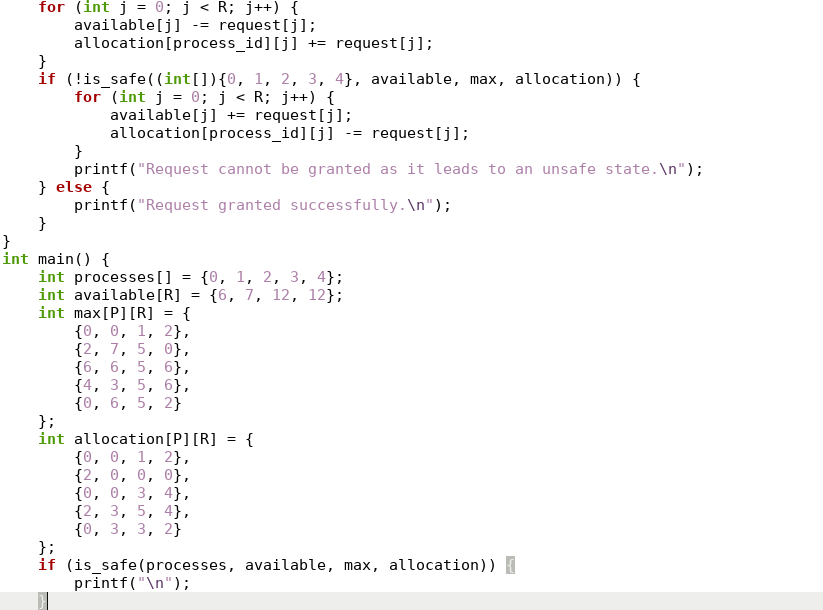 for (int j = 0; j < R; j++) {
        available[j] -= request[j];
        allocation[process_id][j] += request[j];
    }
    if (!is_safe((int[]){0, 1, 2, 3, 4}, available, max, allocation)) {
        for (int j = 0; j < R; j++) {
            available[j] += request[j];
            allocation[process_id][j] -= request[j];
        }
        printf("Request cannot be granted as it leads to an unsafe state.\n");
    } else {
        printf("Request granted successfully.\n");
    }
}
int main() {
    int processes[] = {0, 1, 2, 3, 4};
    int available[R] = {6, 7, 12, 12};
    int max[P][R] = {
        {0, 0, 1, 2},
        {2, 7, 5, 0},
        {6, 6, 5, 6},
        {4, 3, 5, 6},
        {0, 6, 5, 2}
    };
    int allocation[P][R] = {
        {0, 0, 1, 2},
        {2, 0, 0, 0},
        {0, 0, 3, 4},
        {2, 3, 5, 4},
        {0, 3, 3, 2}
    };
    if (is_safe(processes, available, max, allocation)) {
        printf("\n");
    }